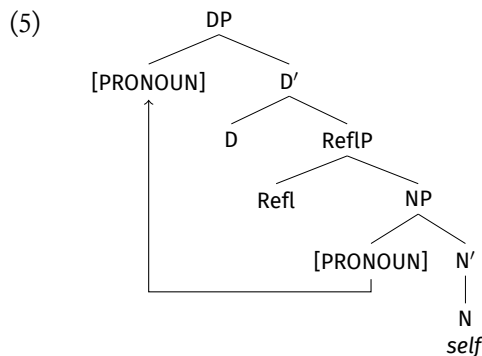 (5)
DP
[PRONOUN] D′
D ReflP
Refl NP
[PRONOUN] N′
N
self